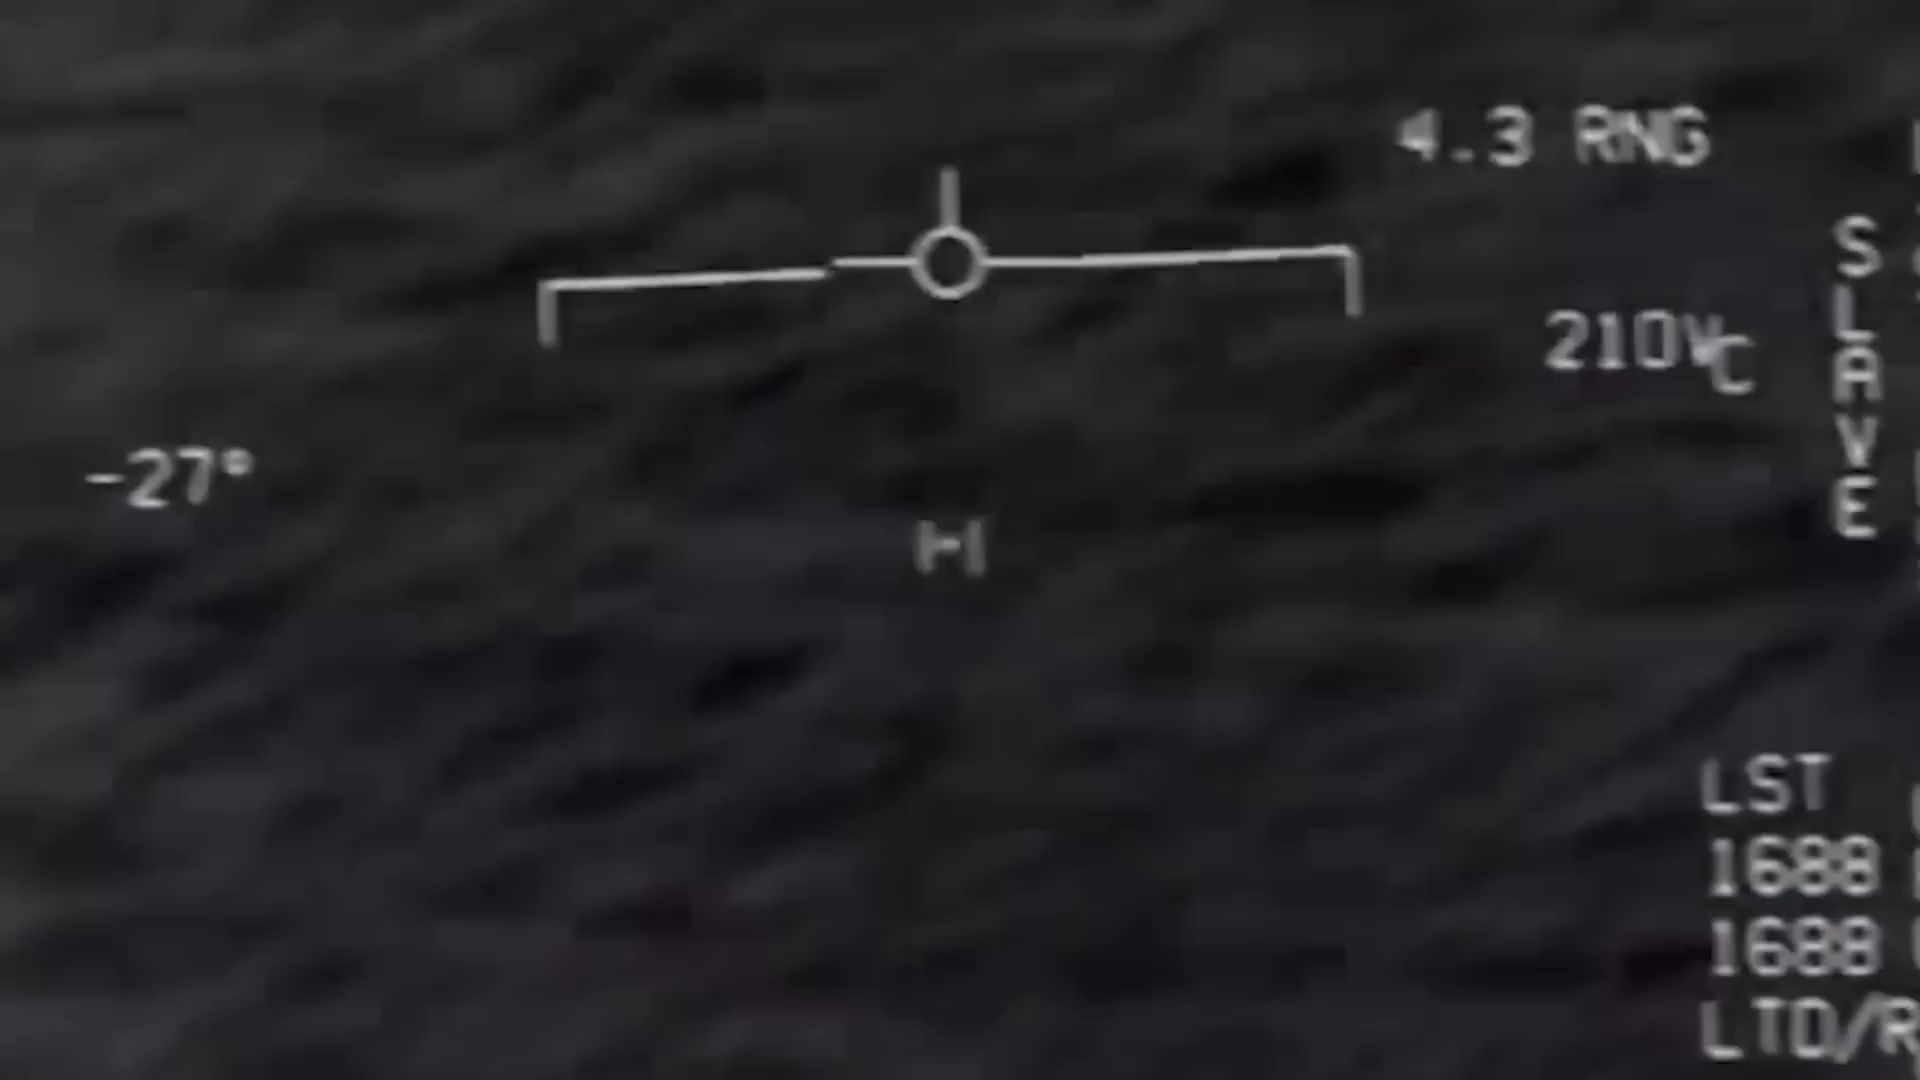 4.3 RNG
210Vc
SLAVE
-27°
H
LST
1688
1688
LTD/R